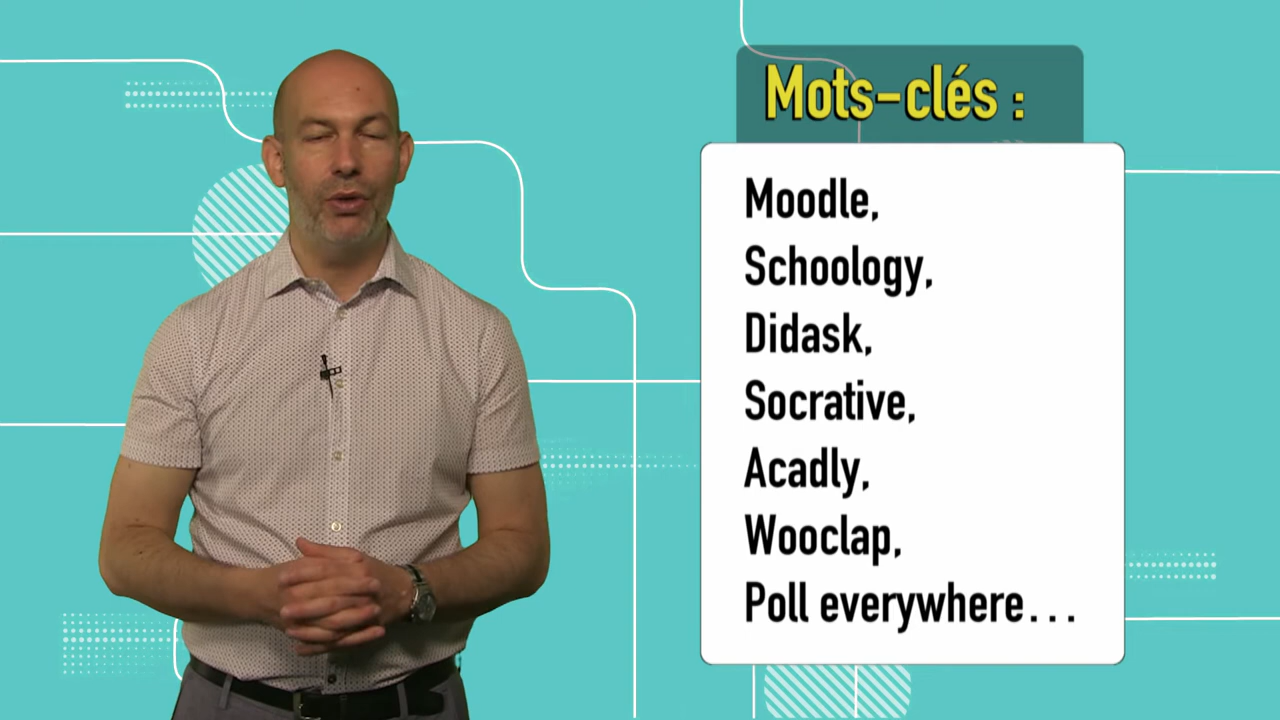 Mots-clés :
Moodle,
Schoology,
Didask,
Socrative,
Acadly,
Wooclap,
Poll everywhere...